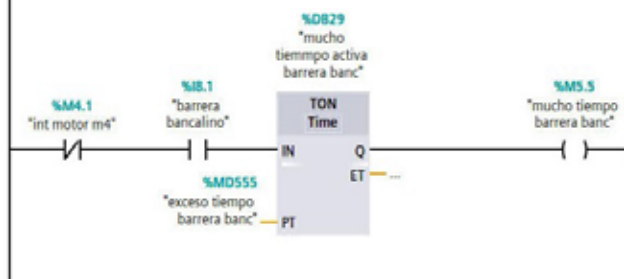 %DB29
"mucho
tiemmpo activa
barrera banc"
%M4.1
"int motor m4"
%I8.1
"barrera
bancalino"
TON
Time
%M5.5
"mucho tiempo
barrera banc"
IN
Q
ET
...
%MD555
"exceso tiempo
barrera banc"
PT